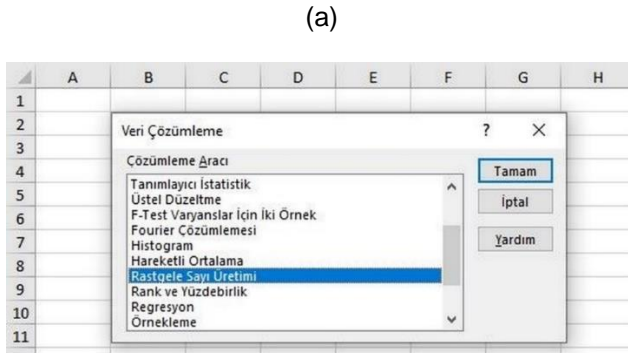 (a)
A B C D E F G H
1
2
3
4
5
6
7
8
9
10
11
Veri Çözümleme ? ×
Çözümleme Aracı
Tanımlayıcı İstatistik
Üstel Düzeltme
F-Test Varyanslar İçin İki Örnek
Fourier Çözümlemesi
Histogram
Hareketli Ortalama
Rastgele Sayı Üretimi
Rank ve Yüzdebirlik
Regresyon
Örnekleme
Tamam
İptal
Yardım